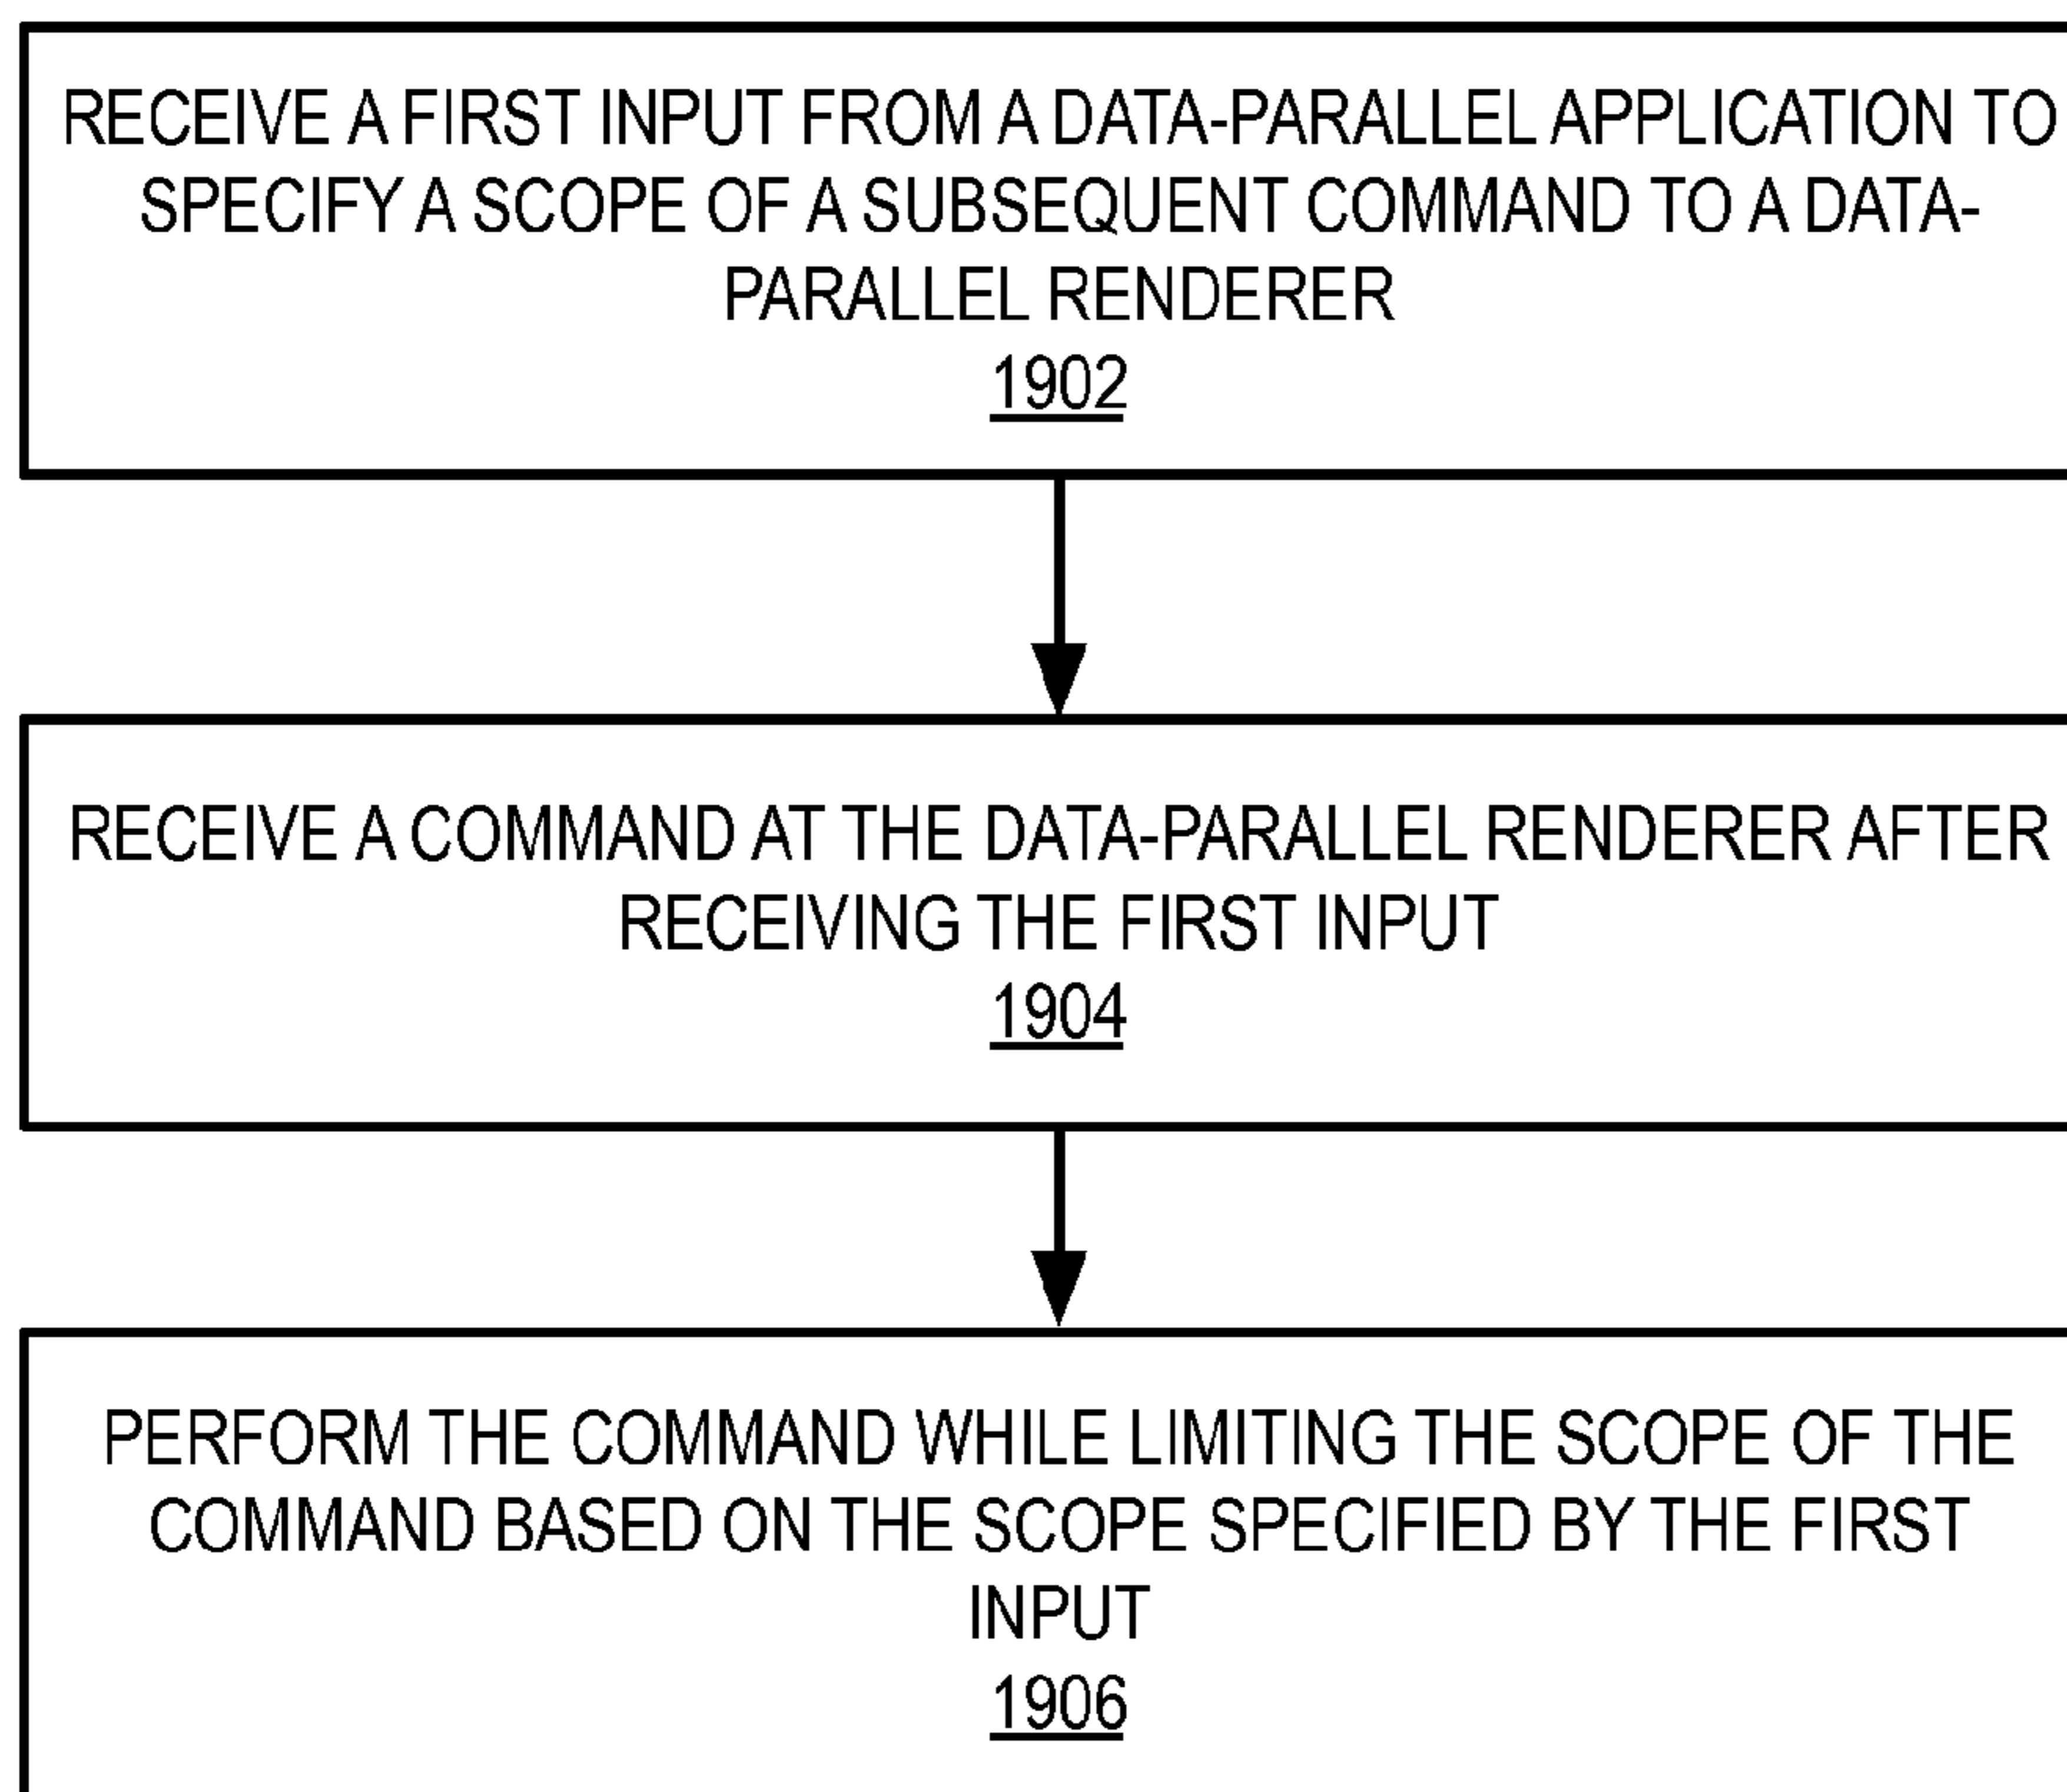 RECEIVE A FIRST INPUT FROM A DATA-PARALLEL APPLICATION TO
SPECIFY A SCOPE OF A SUBSEQUENT COMMAND TO A DATA-
PARALLEL RENDERER
1902
RECEIVE A COMMAND AT THE DATA-PARALLEL RENDERER AFTER
RECEIVING THE FIRST INPUT
1904
PERFORM THE COMMAND WHILE LIMITING THE SCOPE OF THE
COMMAND BASED ON THE SCOPE SPECIFIED BY THE FIRST
INPUT
1906